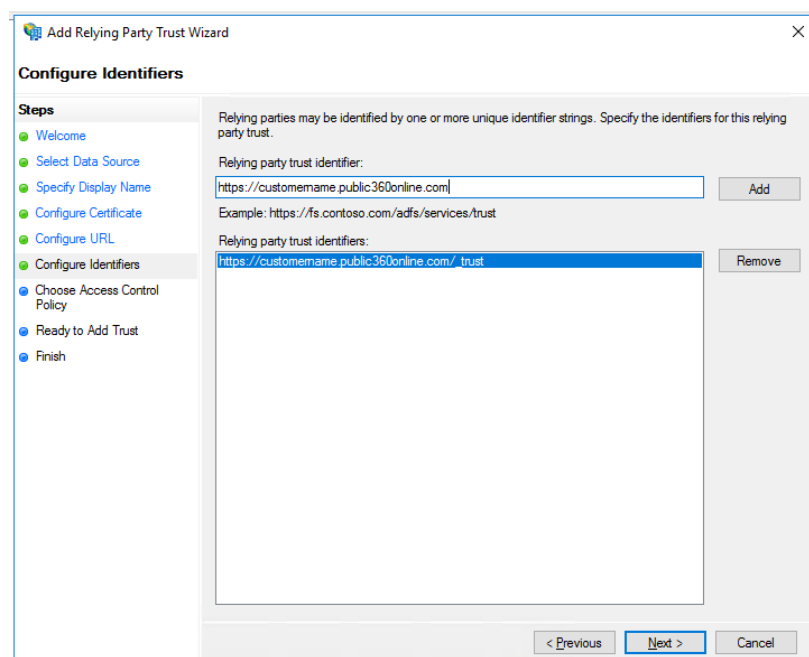 Add Relying Party Trust Wizard
Configure Identifiers
Steps
Welcome
Select Data Source
Specify Display Name
Configure Certificate
Configure URL
Configure Identifiers
Choose Access Control
Policy
Ready to Add Trust
Finish
Relying parties may be identified by one or more unique identifier strings. Specify the identifiers for this relying
party trust.
Relying party trust identifier:
https://customername.public360online.com
Add
Example: https://fs.contoso.com/adfs/services/trust
Relying party trust identifiers:
https://customername.public360online.com/_trust
Remove
< Previous
Next >
Cancel